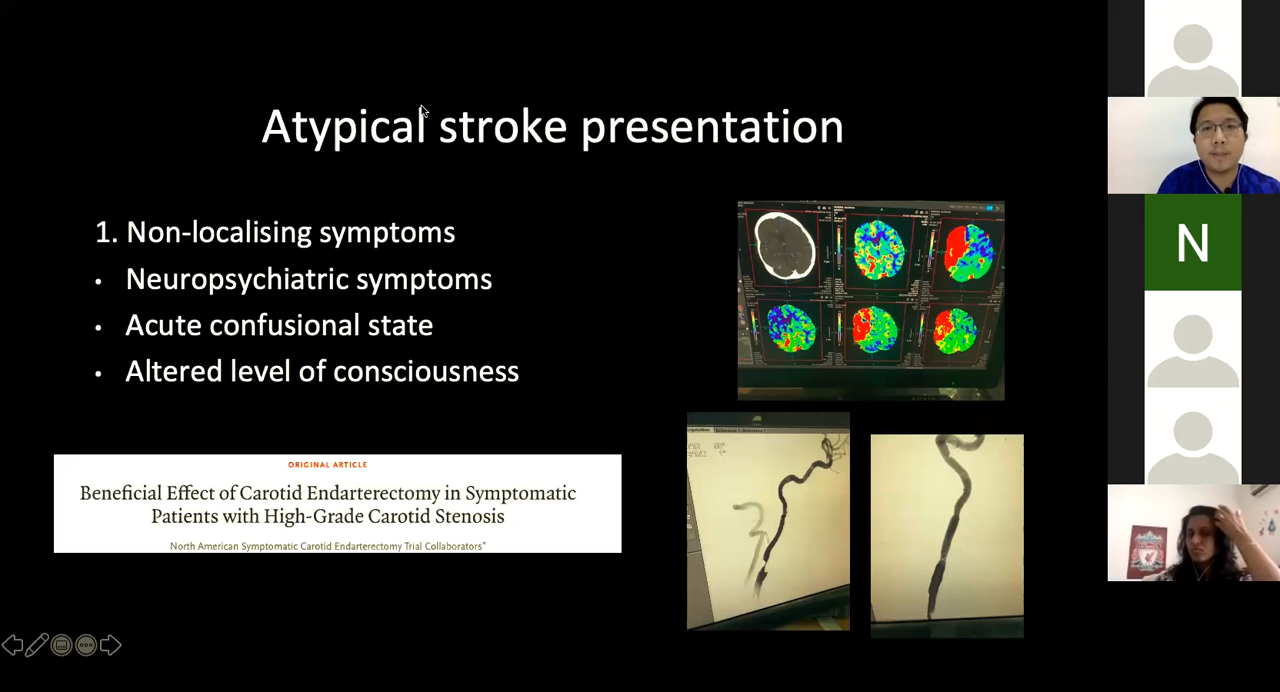 Atypical stroke presentation
1. Non-localising symptoms
• Neuropsychiatric symptoms
• Acute confusional state
• Altered level of consciousness
ORIGINAL ARTICLE
Beneficial Effect of Carotid Endarterectomy in Symptomatic
Patients with High-Grade Carotid Stenosis
North American Symptomatic Carotid Endarterectomy Trial Collaborators*
N